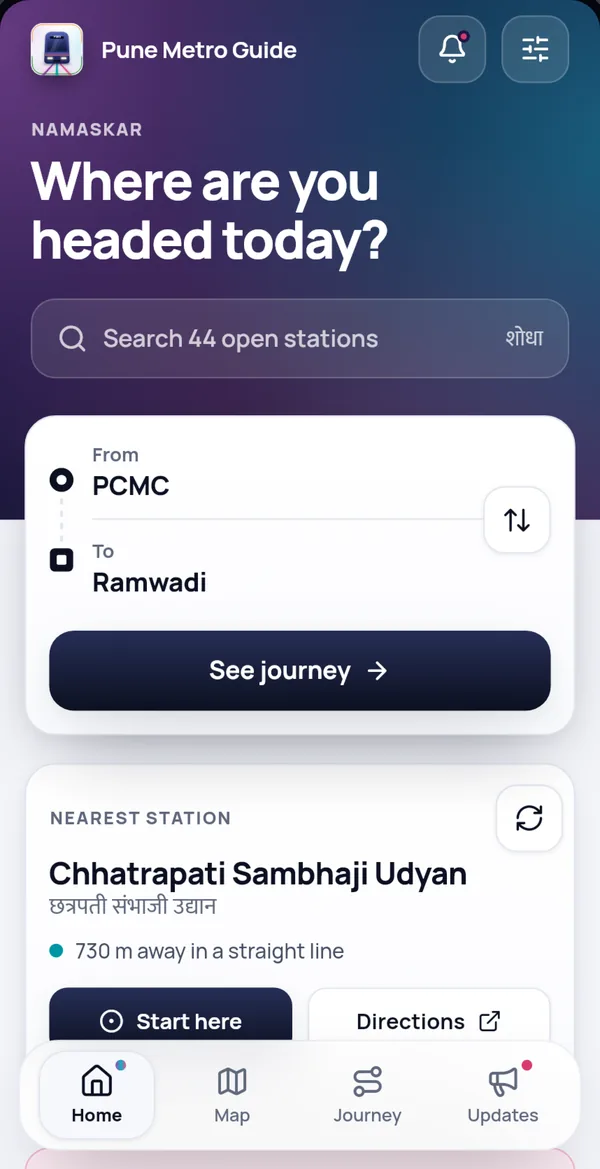 Pune Metro Guide
NAMASKAR
Where are you
headed today?
Search 44 open stations
शोधा
From
PCMC
To
Ramwadi
See journey
NEAREST STATION
Chhatrapati Sambhaji Udyan
छत्रपती संभाजी उद्यान
730 m away in a straight line
Start here
Directions
Home
Map
Journey
Updates